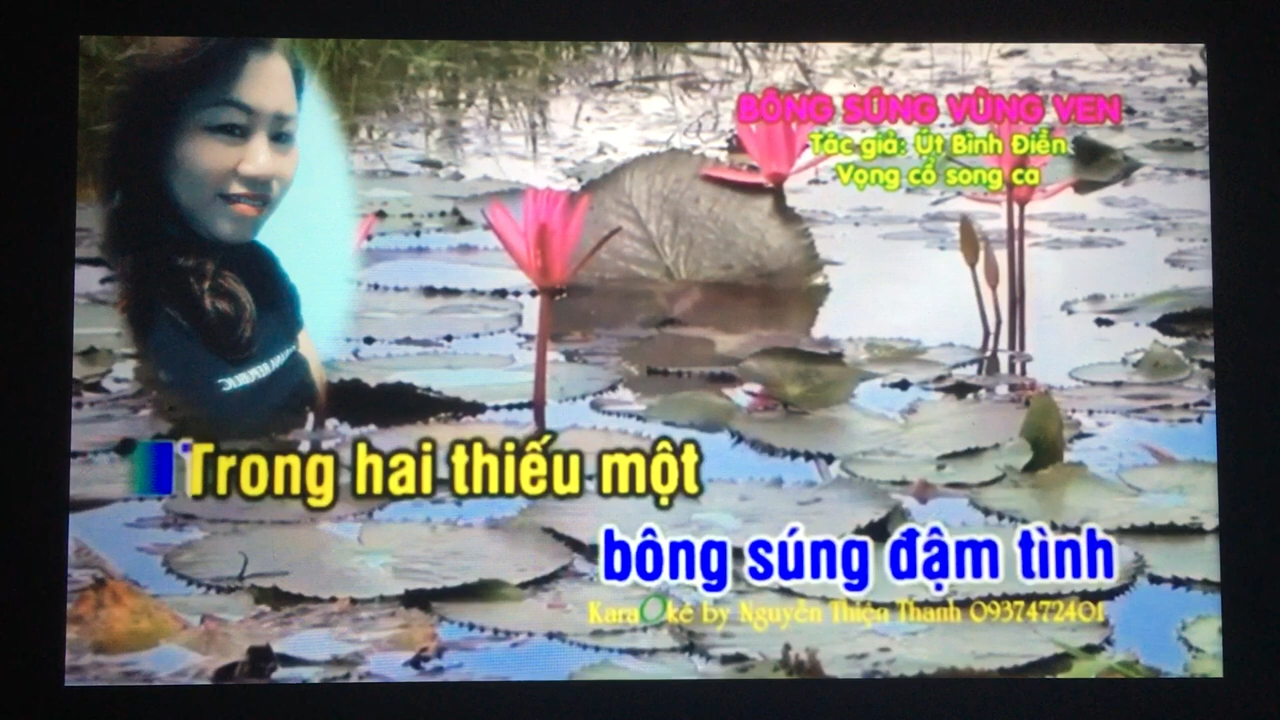 BÔNG SÚNG VÙNG VEN
Tác giả: Út Bình Điền
Vọng cổ song ca
Trong hai thiếu một
bông súng đậm tình
KaraOkê by Nguyễn Thiện Thanh 0937472401